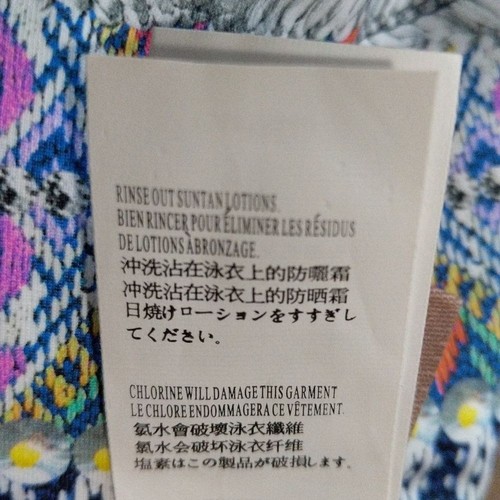 RINSE OUT SUNTAN LOTIONS.
BIEN RINCER POUR ÉLIMINER LES RÉSIDUS
DE LOTIONS ÀBRONZAGE.
冲洗沾在泳衣上的防曬霜
冲洗沾在泳衣上的防晒霜
日焼けローションをすすぎし
てください。
CHLORINE WILL DAMAGE THIS GARMENT.
LE CHLORE ENDOMMAGERA CE VÊTEMENT.
氯水會破壞泳衣纖維
氯水会破坏泳衣纤维
塩素はこの製品が破損します.